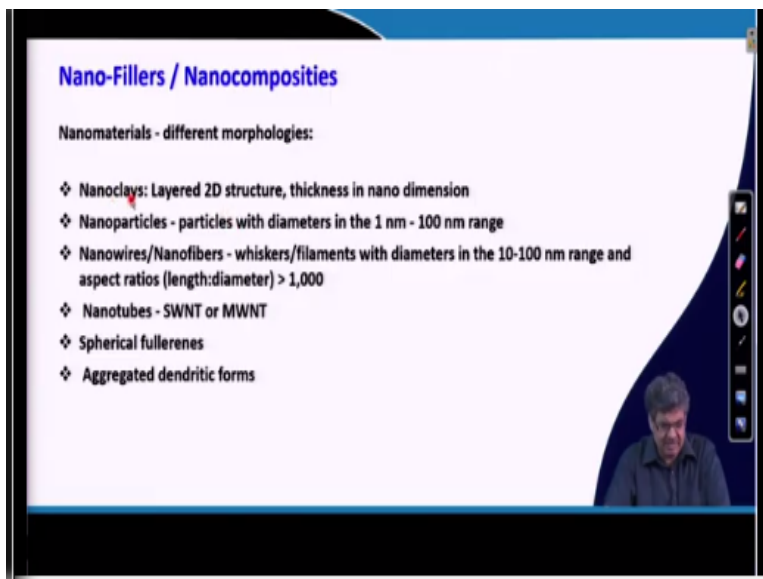 Nano-Fillers / Nanocomposities
Nanomaterials - different morphologies:
❖ Nanoclays: Layered 2D structure, thickness in nano dimension
❖ Nanoparticles - particles with diameters in the 1 nm - 100 nm range
❖ Nanowires/Nanofibers - whiskers/filaments with diameters in the 10-100 nm range and
aspect ratios (length:diameter) > 1,000
❖ Nanotubes - SWNT or MWNT
❖ Spherical fullerenes
❖ Aggregated dendritic forms